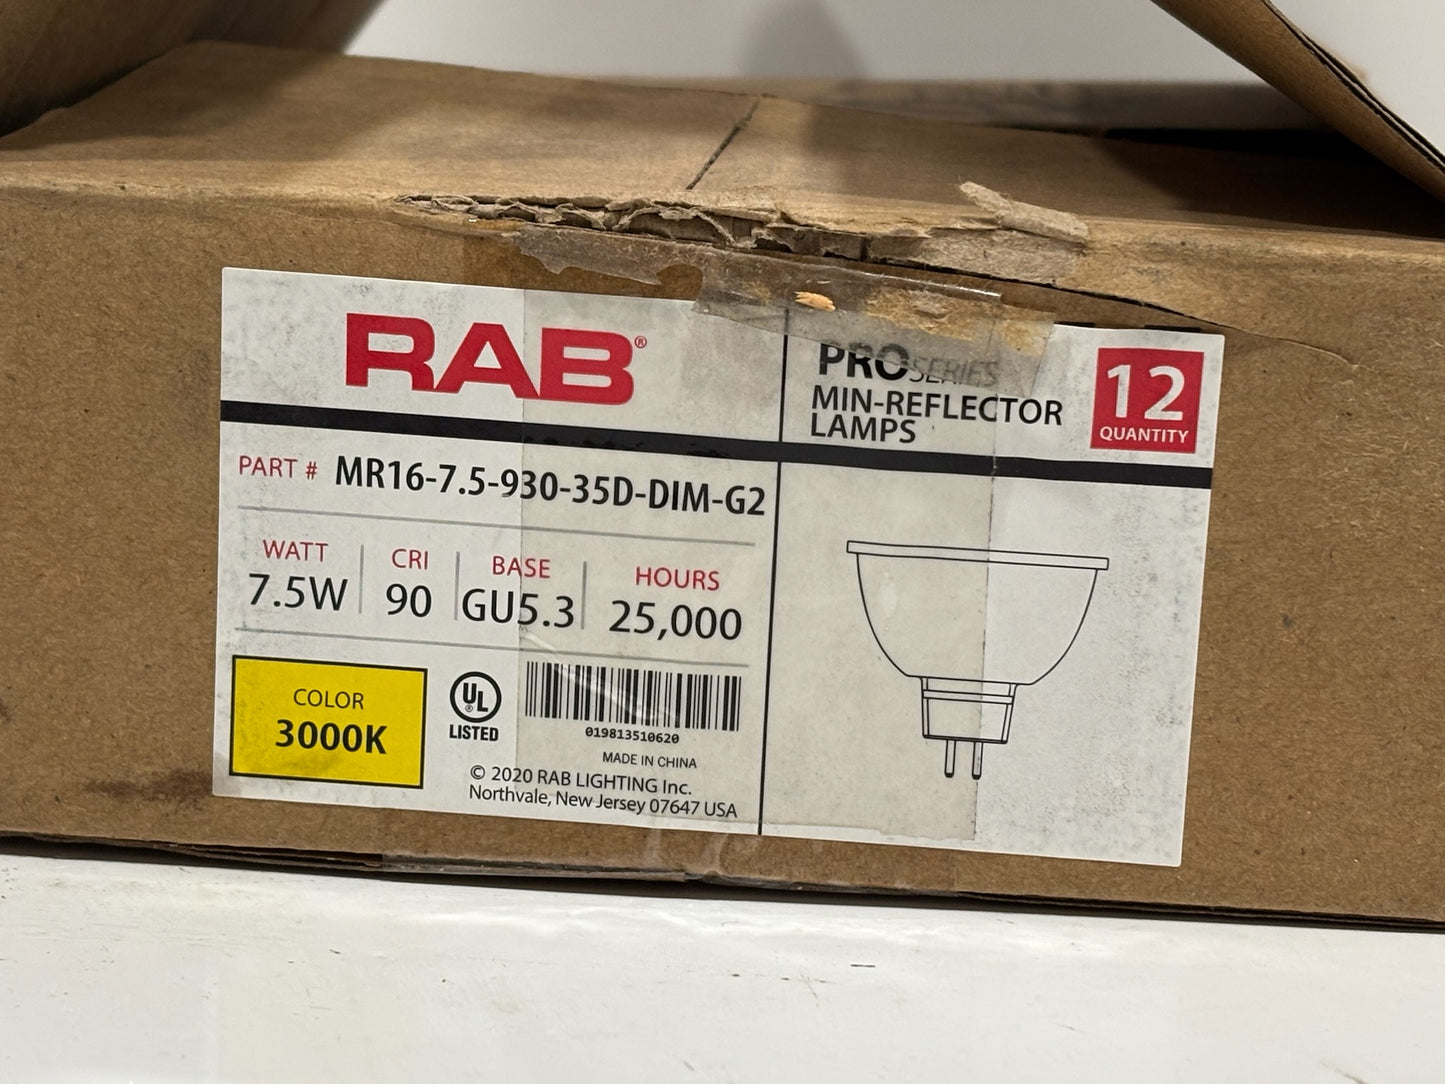 RAB®
PRO SERIES
MIN-REFLECTOR
LAMPS
12
QUANTITY
PART # MR16-7.5-930-35D-DIM-G2
WATT
7.5W
CRI
90
BASE
GU5.3
HOURS
25,000
COLOR
3000K
UL
®
LISTED
019813510620
MADE IN CHINA
© 2020 RAB LIGHTING Inc.
Northvale, New Jersey 07647 USA